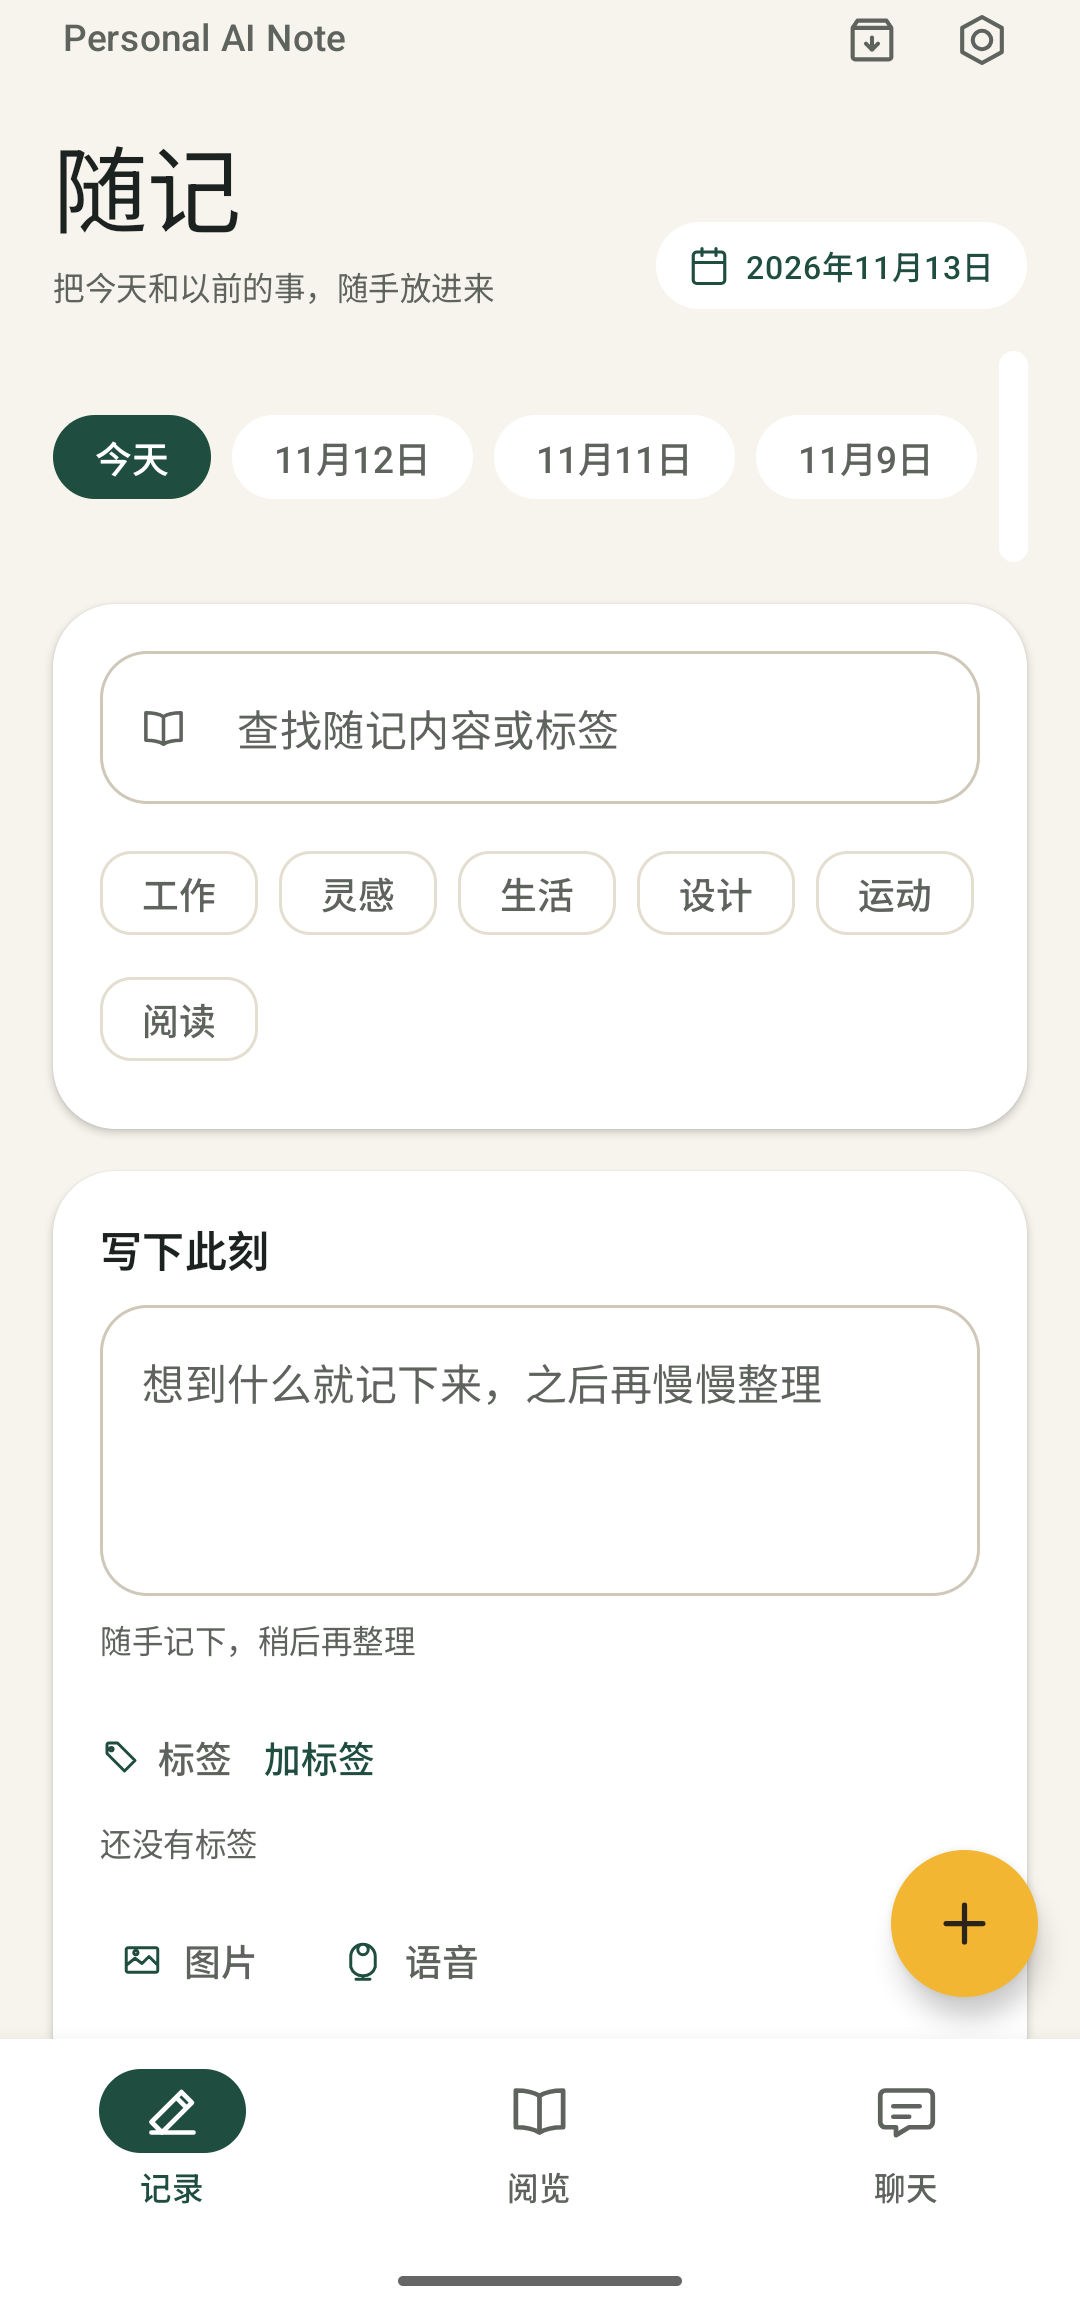 Personal AI Note
随记
把今天和以前的事，随手放进来
2026年11月13日
今天
11月12日
11月11日
11月9日
查找随记内容或标签
工作
灵感
生活
设计
运动
阅读
写下此刻
想到什么就记下来，之后再慢慢整理
随手记下，稍后再整理
标签 加标签
还没有标签
图片
语音
记录
阅览
聊天